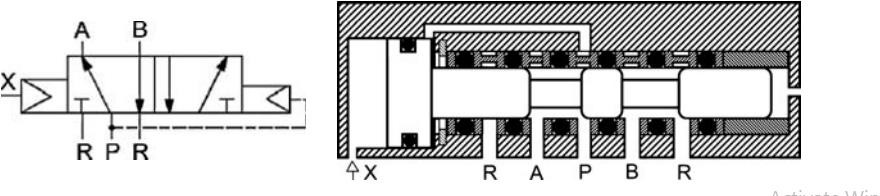 A B
X
R P R
X R A P B R
Activate Win